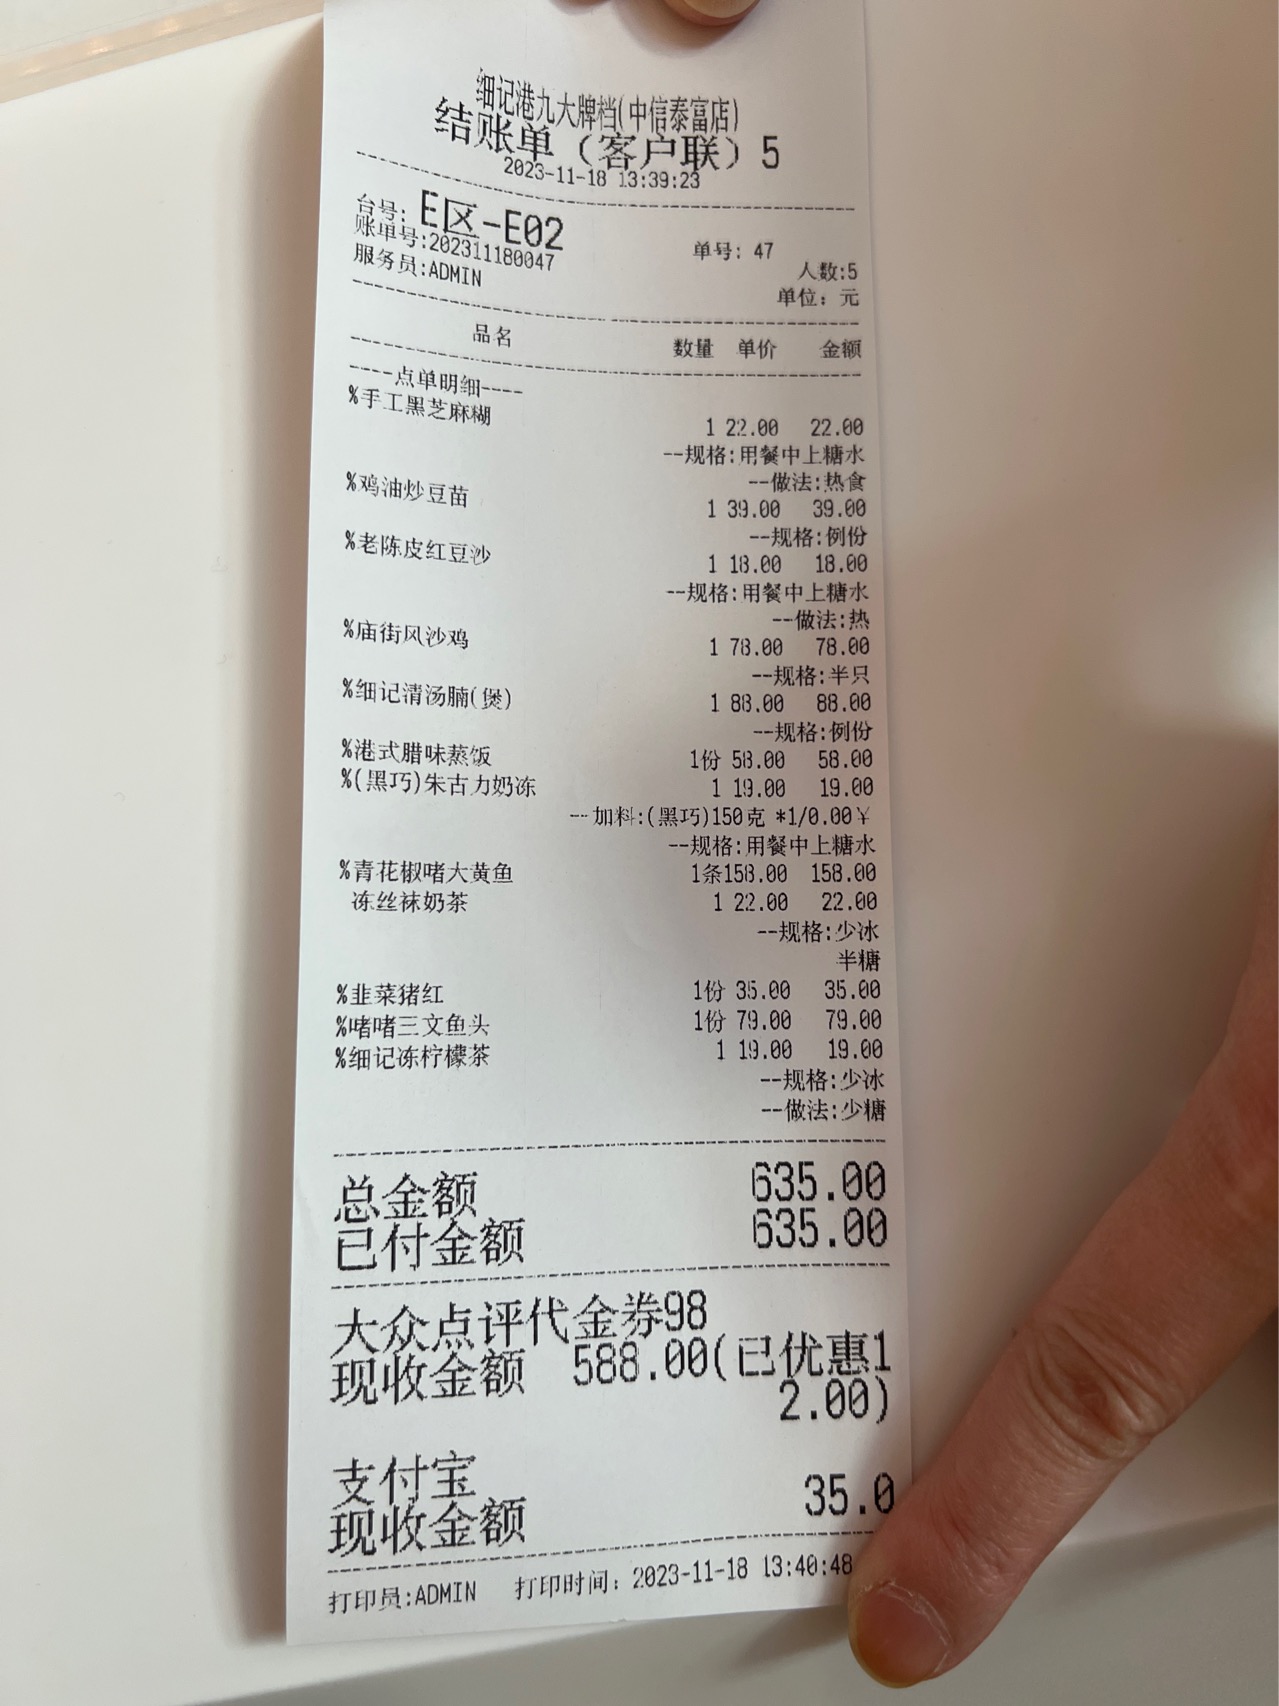 细记港九大牌档(中信泰富店)
结账单（客户联）5
2023-11-18 13:39:23
台号: E区-E02
账单号:202311180047 单号: 47
服务员:ADMIN 人数:5
单位: 元
品名 数量 单价 金额
----点单明细----
%手工黑芝麻糊 1 22.00 22.00
--规格:用餐中上糖水
--做法:热食
%鸡油炒豆苗 1 39.00 39.00
--规格:例份
%老陈皮红豆沙 1 18.00 18.00
--规格:用餐中上糖水
--做法:热
%庙街风沙鸡 1 78.00 78.00
--规格:半只
%细记清汤腩(煲) 1 88.00 88.00
--规格:例份
%港式腊味蒸饭 1份 58.00 58.00
%(黑巧)朱古力奶冻 1 19.00 19.00
--加料:(黑巧)150克 *1/0.00￥
--规格:用餐中上糖水
%青花椒啫大黄鱼 1条158.00 158.00
冻丝袜奶茶 1 22.00 22.00
--规格:少冰
半糖
%韭菜猪红 1份 35.00 35.00
%啫啫三文鱼头 1份 79.00 79.00
%细记冻柠檬茶 1 19.00 19.00
--规格:少冰
--做法:少糖
总金额 635.00
已付金额 635.00
大众点评代金券98
现收金额 588.00(已优惠1
2.00)
支付宝
现收金额 35.0
打印员:ADMIN 打印时间: 2023-11-18 13:40:48